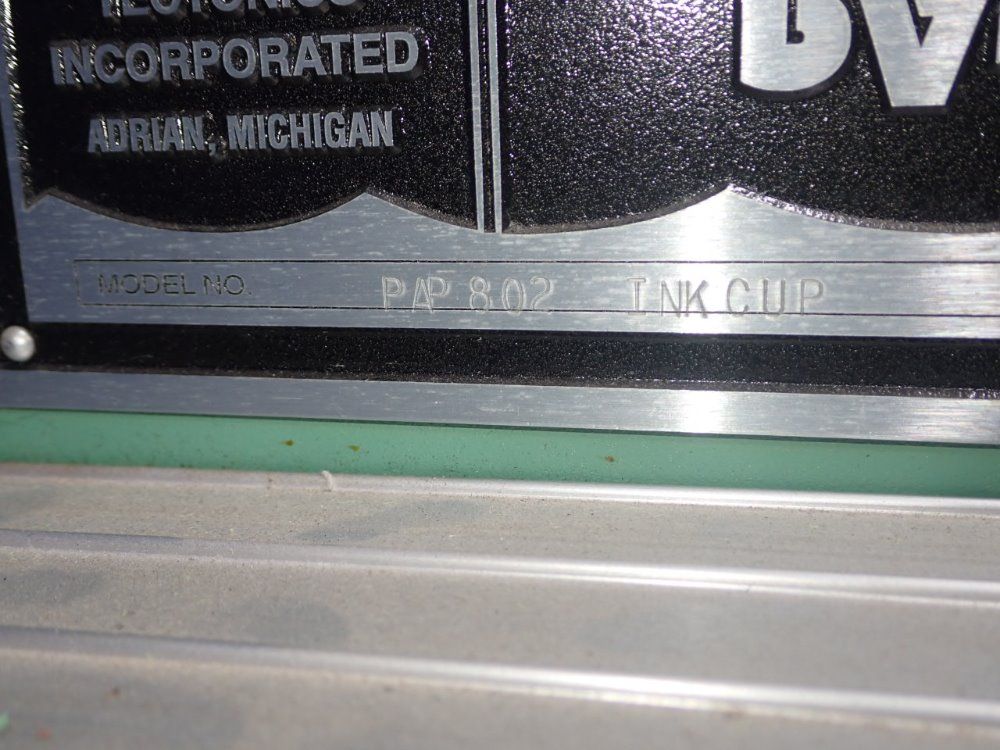 INCORPORATED
ADRIAN, MICHIGAN
MODEL NO. PAP 802 INK CUP